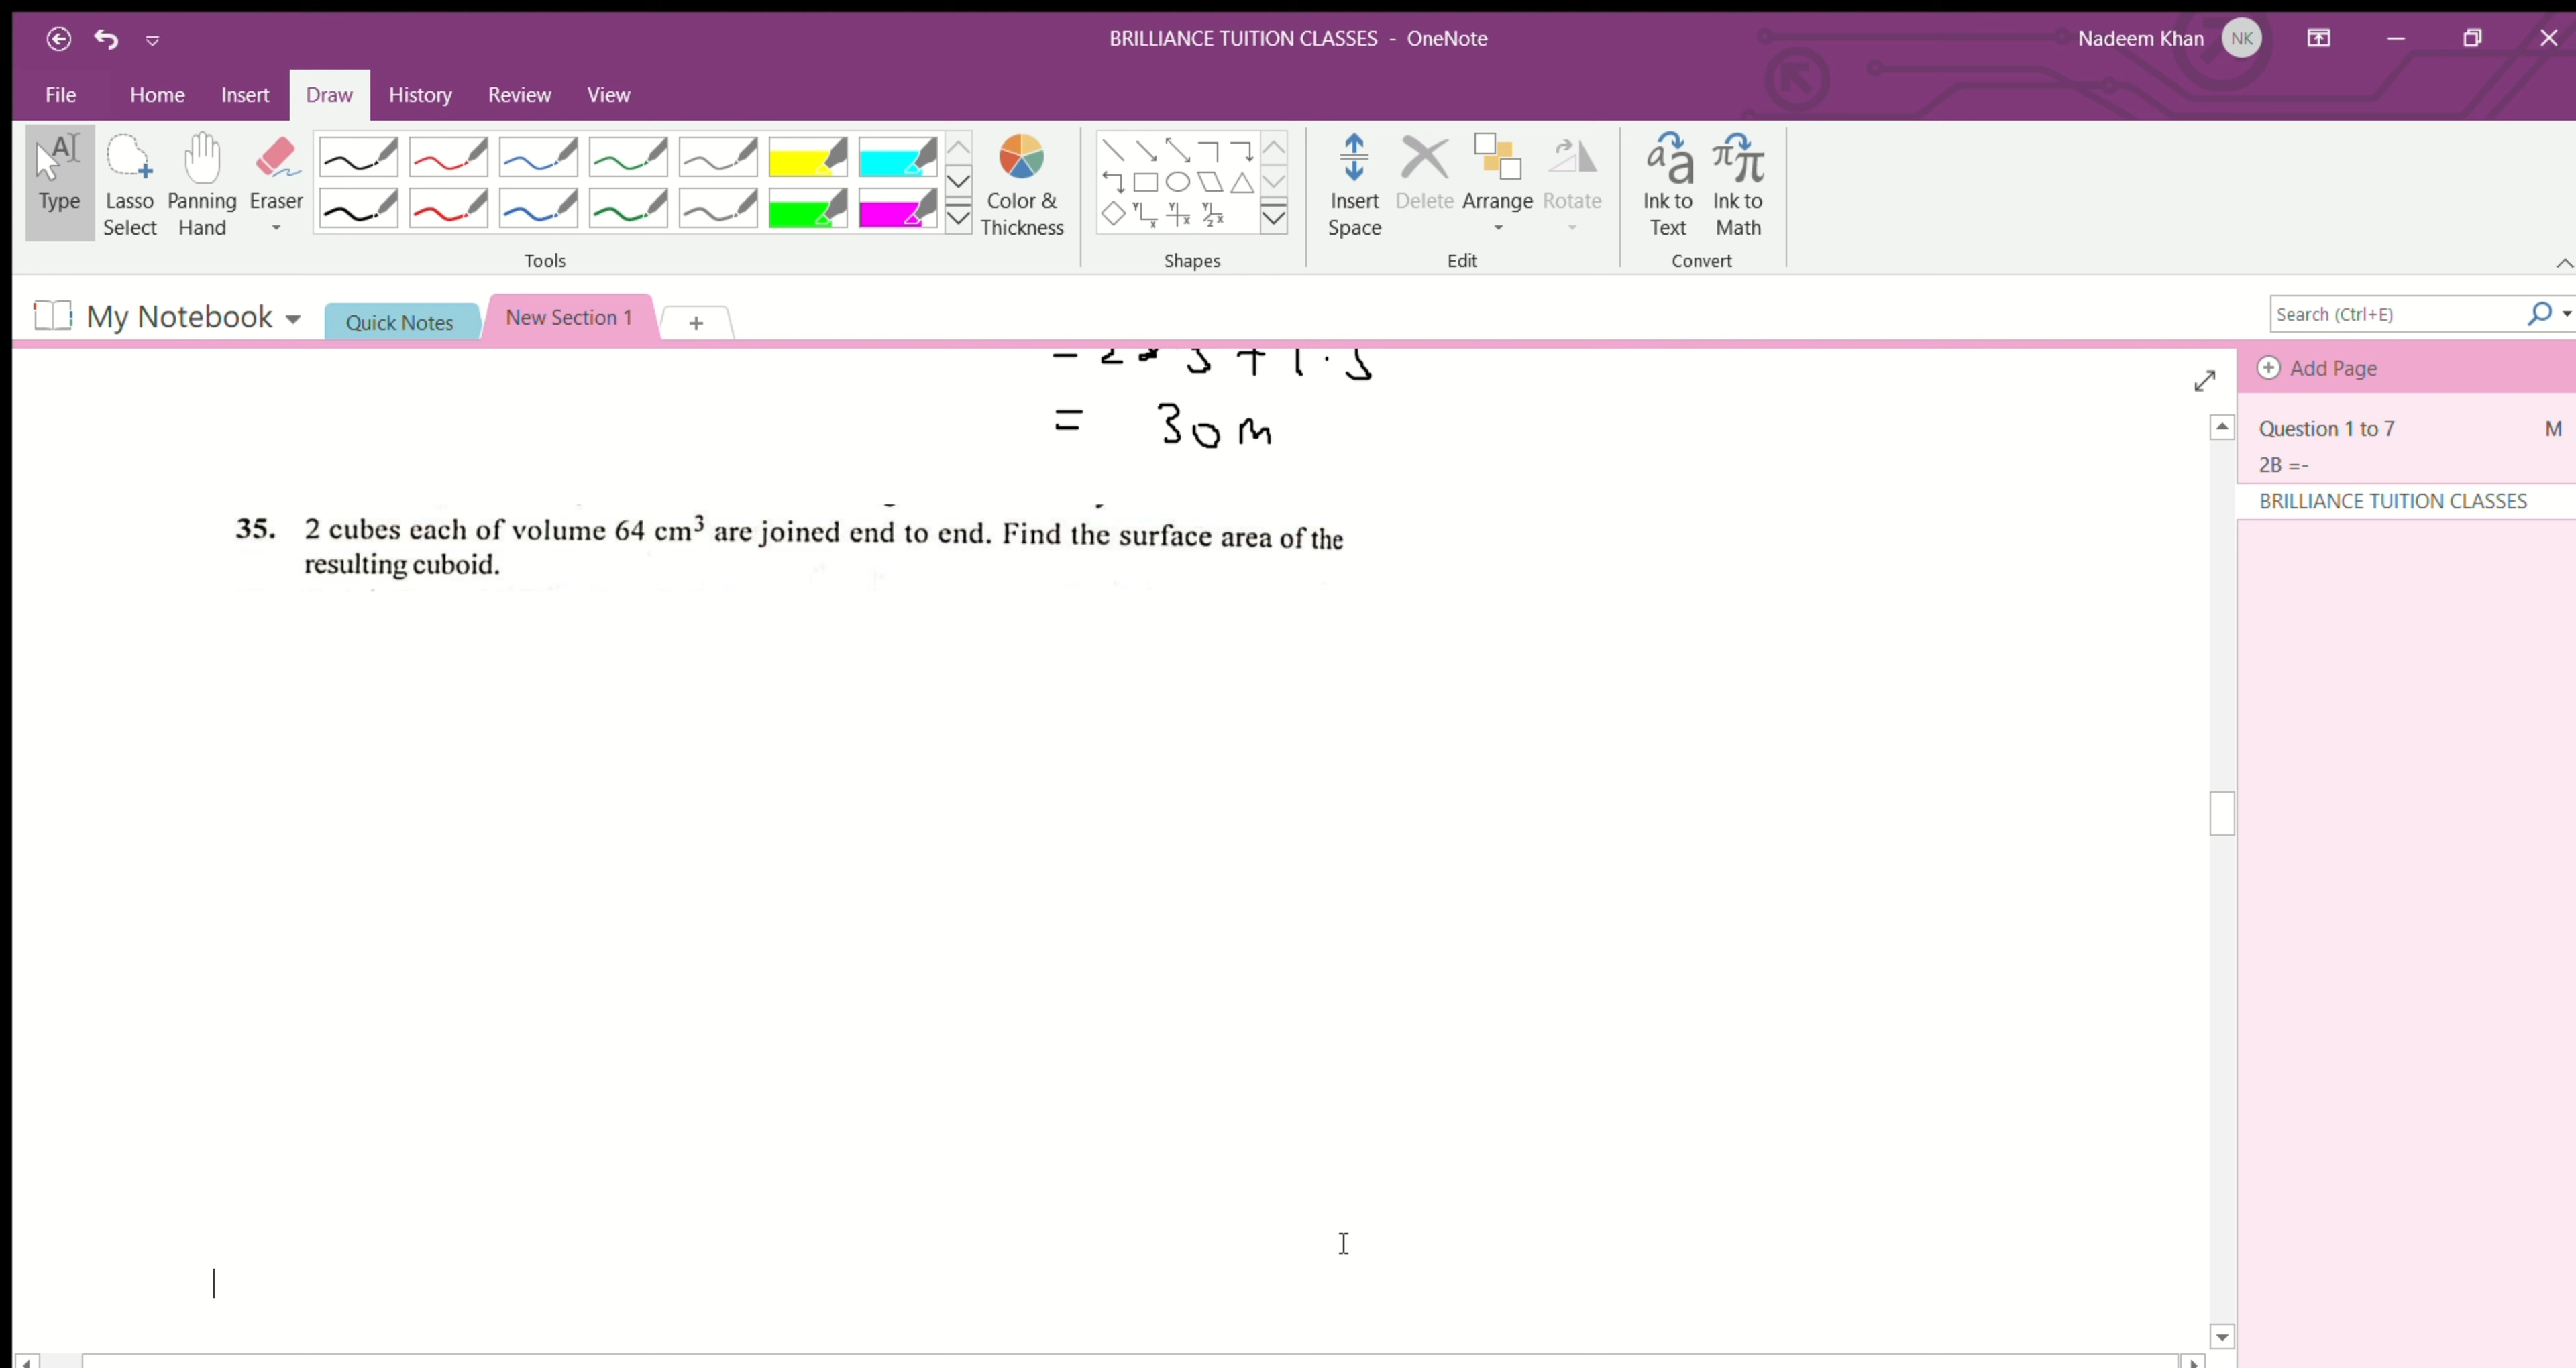 BRILLIANCE TUITION CLASSES - OneNote
Nadeem Khan NK
File Home Insert Draw History Review View
Type
Lasso Select
Panning Hand
Eraser
Color & Thickness
Insert Space
Delete
Arrange
Rotate
Ink to Text
Ink to Math
Tools Shapes Edit Convert
My Notebook Quick Notes New Section 1 +
Search (Ctrl+E)
Add Page
Question 1 to 7 M
2B =-
BRILLIANCE TUITION CLASSES
= 30 m
35. 2 cubes each of volume 64 cm³ are joined end to end. Find the surface area of the
resulting cuboid.